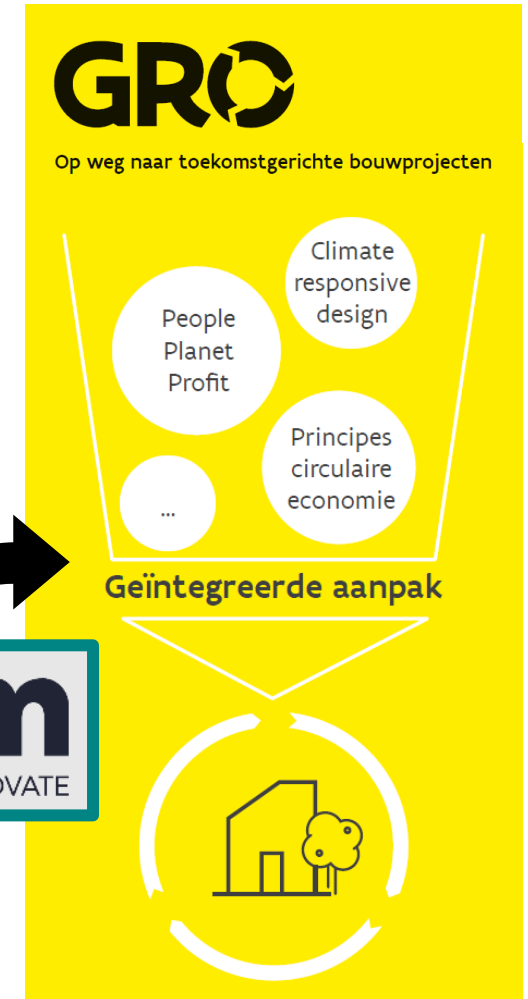 GRO
Op weg naar toekomstgerichte bouwprojecten
Climate
responsive
design
People
Planet
Profit
Principes
circulaire
economie
...
Geïntegreerde aanpak
m
OVATE